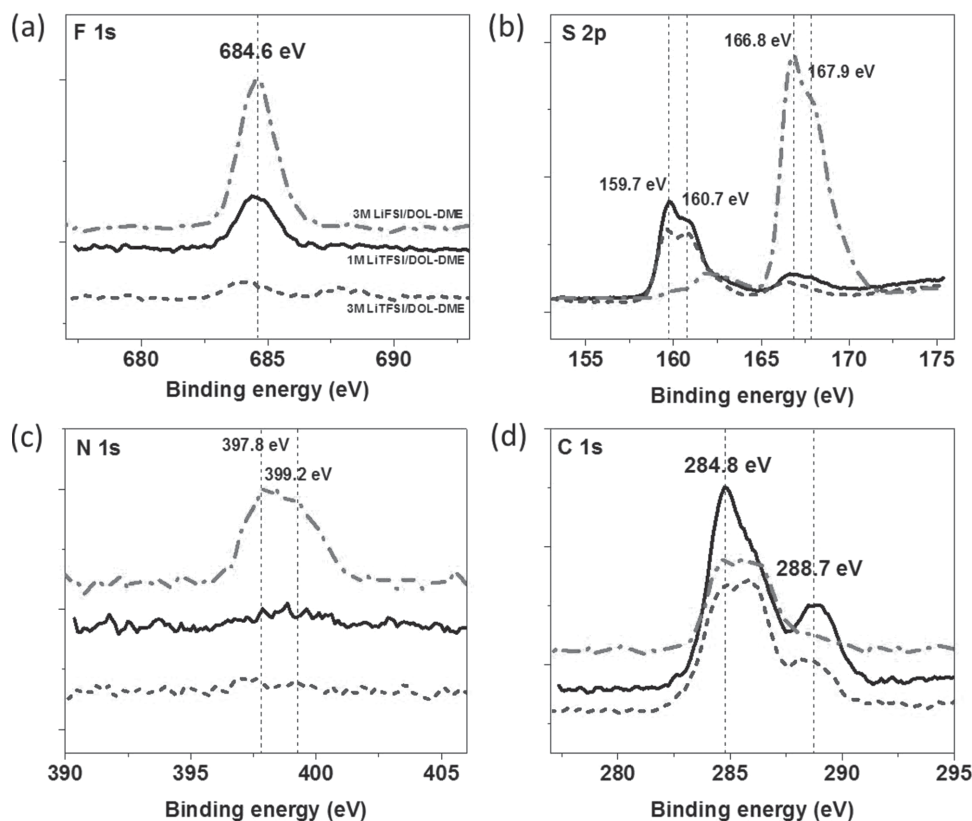 (a)
F 1s
684.6 eV
3M LiFSI/DOL-DME
1M LiTFSI/DOL-DME
3M LiTFSI/DOL-DME
680 685 690
Binding energy (eV)
(b)
S 2p
166.8 eV
167.9 eV
159.7 eV
160.7 eV
155 160 165 170 175
Binding energy (eV)
(c)
N 1s
397.8 eV
399.2 eV
390 395 400 405
Binding energy (eV)
(d)
C 1s
284.8 eV
288.7 eV
280 285 290 295
Binding energy (eV)